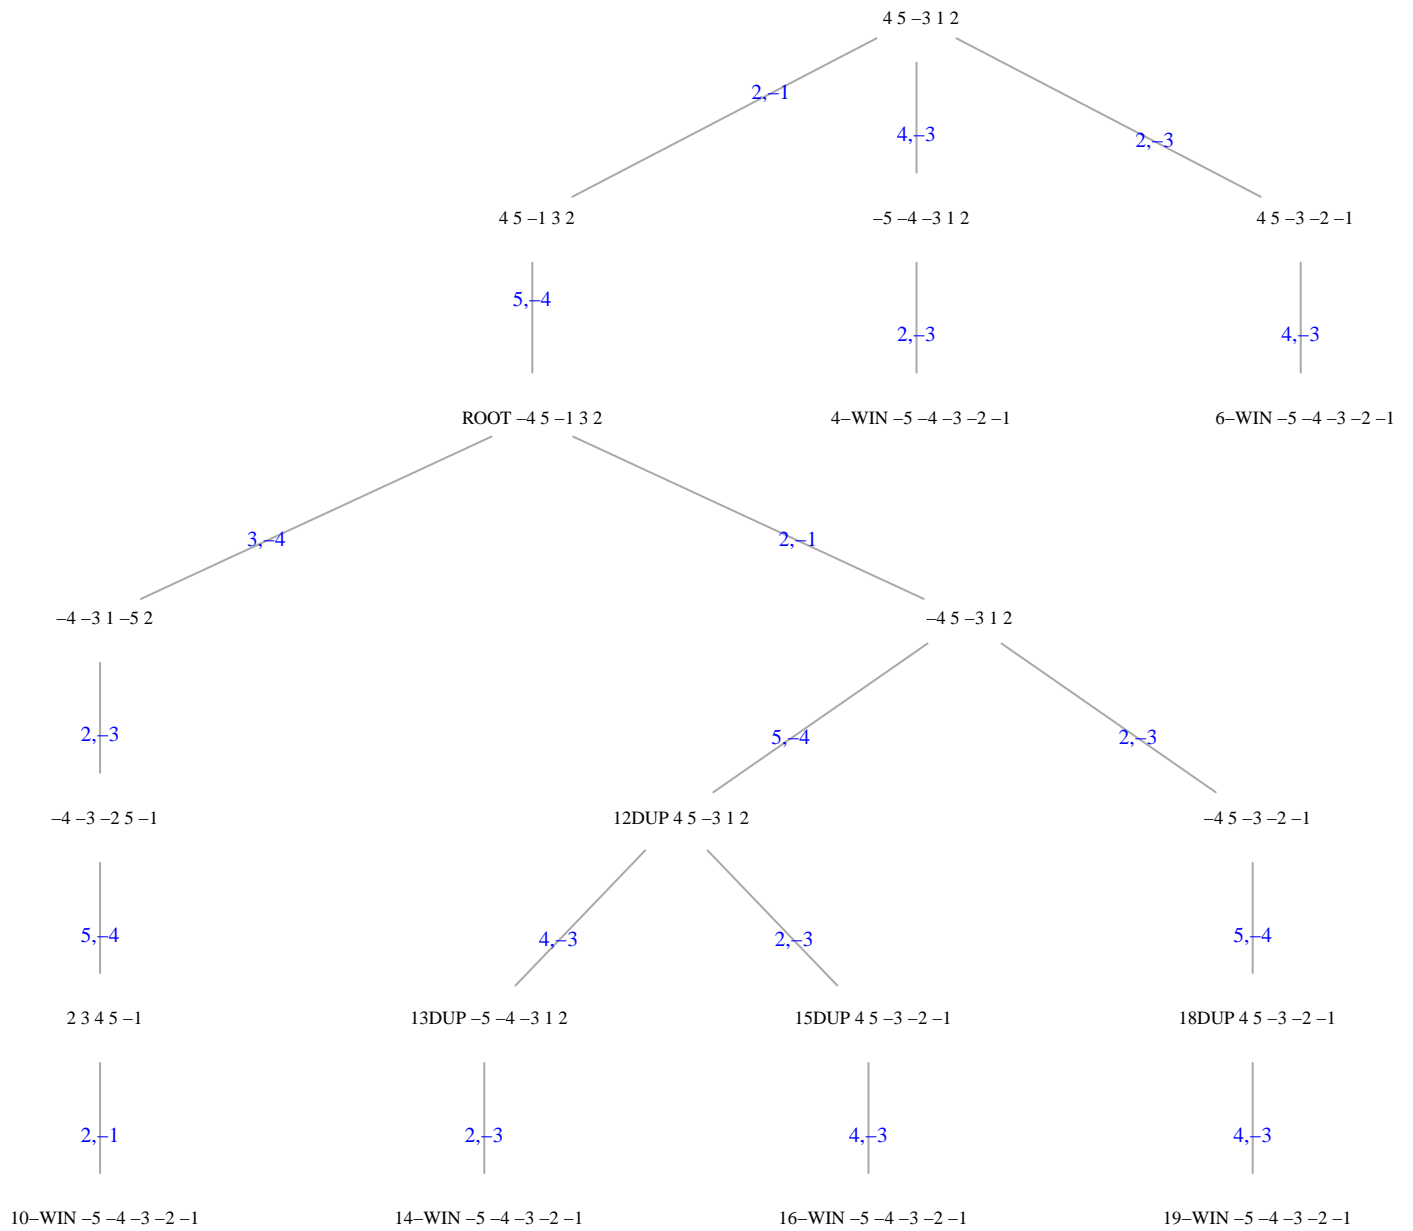 4 5 –3 1 2
2,–1
4,–3
2,–3
4 5 –1 3 2
–5 –4 –3 1 2
4 5 –3 –2 –1
5,–4
2,–3
4,–3
ROOT –4 5 –1 3 2
4–WIN –5 –4 –3 –2 –1
6–WIN –5 –4 –3 –2 –1
3,–4
2,–1
–4 –3 1 –5 2
–4 5 –3 1 2
2,–3
5,–4
2,–3
–4 –3 –2 5 –1
12DUP 4 5 –3 1 2
–4 5 –3 –2 –1
5,–4
4,–3
2,–3
5,–4
2 3 4 5 –1
13DUP –5 –4 –3 1 2
15DUP 4 5 –3 –2 –1
18DUP 4 5 –3 –2 –1
2,–1
2,–3
4,–3
4,–3
10–WIN –5 –4 –3 –2 –1
14–WIN –5 –4 –3 –2 –1
16–WIN –5 –4 –3 –2 –1
19–WIN –5 –4 –3 –2 –1